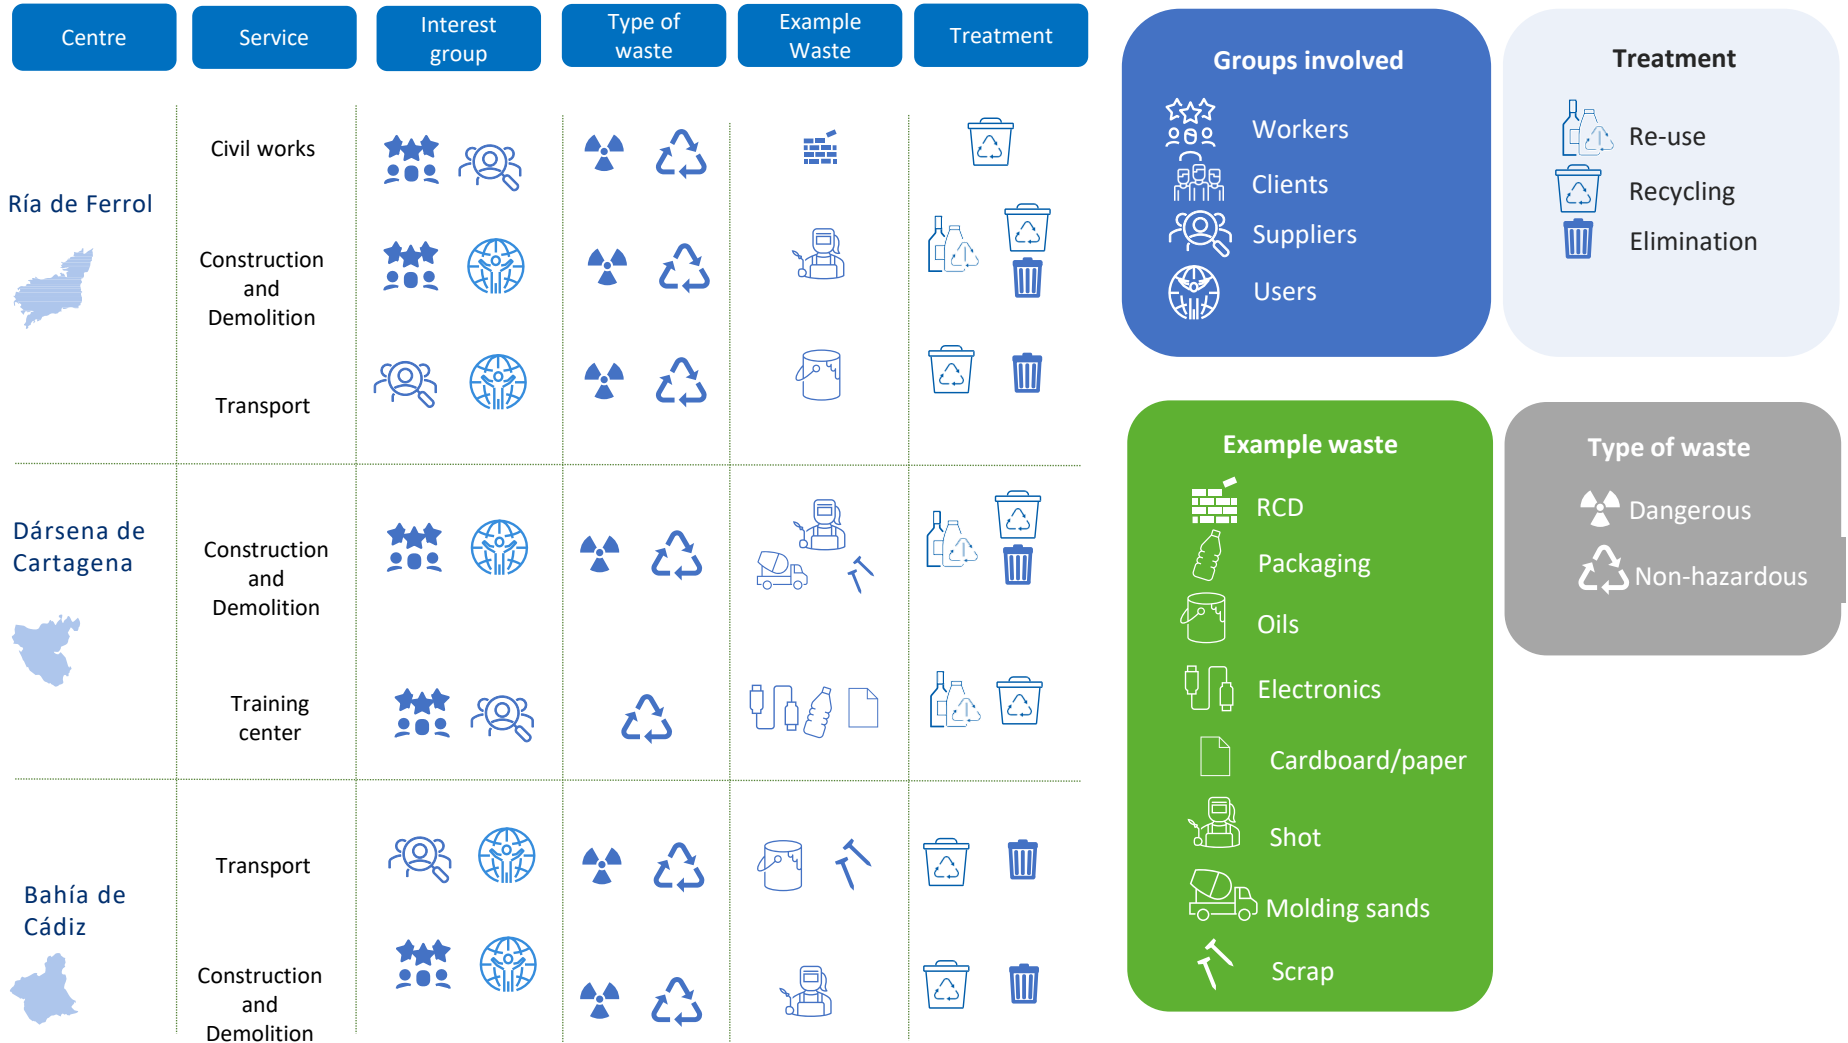 Centre
Service
Interest
group
Type of
waste
Example
Waste
Treatment
Ría de Ferrol
Civil works
Construction
and
Demolition
Transport
Dársena de
Cartagena
Construction
and
Demolition
Training
center
Bahía de
Cádiz
Transport
Construction
and
Demolition
Groups involved
Workers
Clients
Suppliers
Users
Treatment
Re-use
Recycling
Elimination
Example waste
RCD
Packaging
Oils
Electronics
Cardboard/paper
Shot
Molding sands
Scrap
Type of waste
Dangerous
Non-hazardous